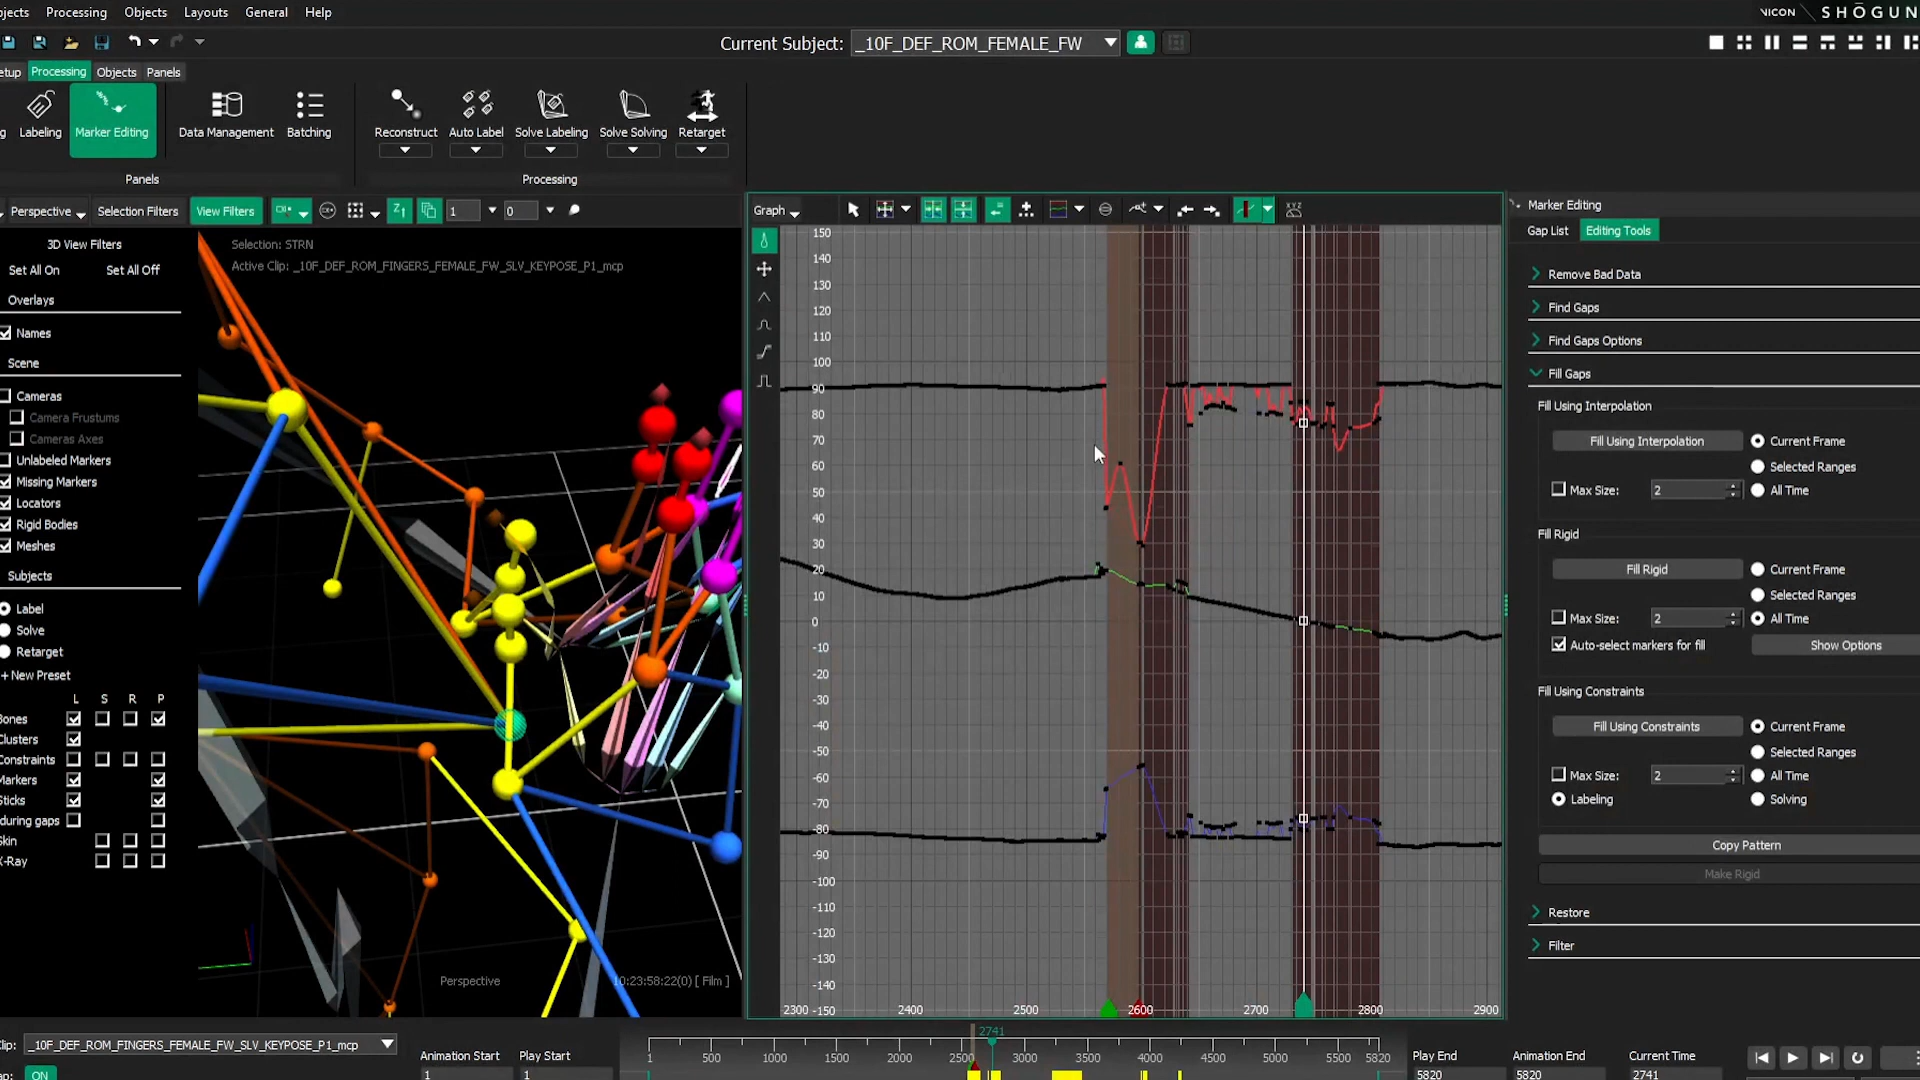 Processing Objects Layouts General Help
VICON SHŌGUN
Current Subject: _10F_DEF_ROM_FEMALE_FW
Processing Objects Panels
Labeling Marker Editing Data Management Batching Reconstruct Auto Label Solve Labeling Solve Solving Retarget
Panels Processing
Perspective Selection Filters View Filters 1 0
Graph
Marker Editing
Gap List Editing Tools
3D View Filters
Set All On Set All Off
Overlays
Names
Scene
Cameras
Camera Frustums
Cameras Axes
Unlabeled Markers
Missing Markers
Locators
Rigid Bodies
Meshes
Subjects
Label
Solve
Retarget
+ New Preset
L S R P
Bones
Clusters
Constraints
Markers
Sticks
during gaps
Skin
X-Ray
Selection: STRN
Active Clip: _10F_DEF_ROM_FINGERS_FEMALE_FW_SLV_KEYPOSE_P1_mcp
Perspective
10:23:58:22(0) [ Film ]
150
140
130
120
110
100
90
80
70
60
50
40
30
20
10
0
-10
-20
-30
-40
-50
-60
-70
-80
-90
-100
-110
-120
-130
-140
-150
2300 2400 2500 2600 2700 2800 2900
Remove Bad Data
Find Gaps
Find Gaps Options
Fill Gaps
Fill Using Interpolation
Fill Using Interpolation Current Frame
Selected Ranges
Max Size: 2 All Time
Fill Rigid
Fill Rigid Current Frame
Selected Ranges
Max Size: 2 All Time
Auto-select markers for fill Show Options
Fill Using Constraints
Fill Using Constraints Current Frame
Selected Ranges
Max Size: 2 All Time
Labeling Solving
Copy Pattern
Make Rigid
Restore
Filter
_10F_DEF_ROM_FINGERS_FEMALE_FW_SLV_KEYPOSE_P1_mcp
ON
Animation Start Play Start
1 1
2741
1 500 1000 1500 2000 2500 3000 3500 4000 4500 5000 5500 5820
Play End Animation End Current Time
5820 5820 2741